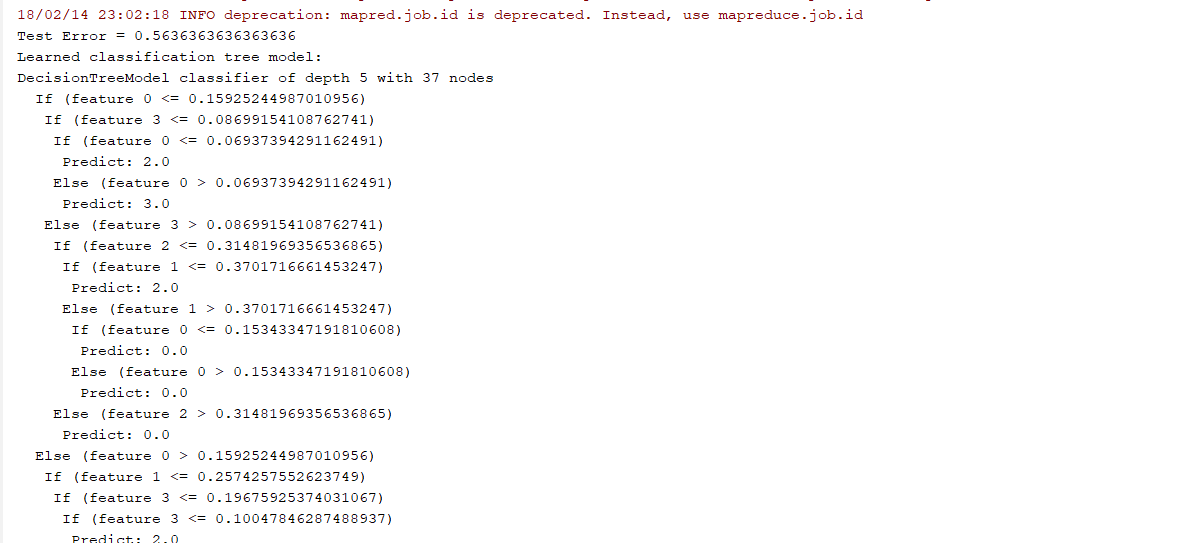 18/02/14 23:02:18 INFO deprecation: mapred.job.id is deprecated. Instead, use mapreduce.job.id
Test Error = 0.5636363636363636
Learned classification tree model:
DecisionTreeModel classifier of depth 5 with 37 nodes
If (feature 0 <= 0.15925244987010956)
If (feature 3 <= 0.08699154108762741)
If (feature 0 <= 0.06937394291162491)
Predict: 2.0
Else (feature 0 > 0.06937394291162491)
Predict: 3.0
Else (feature 3 > 0.08699154108762741)
If (feature 2 <= 0.31481969356536865)
If (feature 1 <= 0.3701716661453247)
Predict: 2.0
Else (feature 1 > 0.3701716661453247)
If (feature 0 <= 0.15343347191810608)
Predict: 0.0
Else (feature 0 > 0.15343347191810608)
Predict: 0.0
Else (feature 2 > 0.31481969356536865)
Predict: 0.0
Else (feature 0 > 0.15925244987010956)
If (feature 1 <= 0.2574257552623749)
If (feature 3 <= 0.19675925374031067)
If (feature 3 <= 0.10047846287488937)
Predict: 2.0